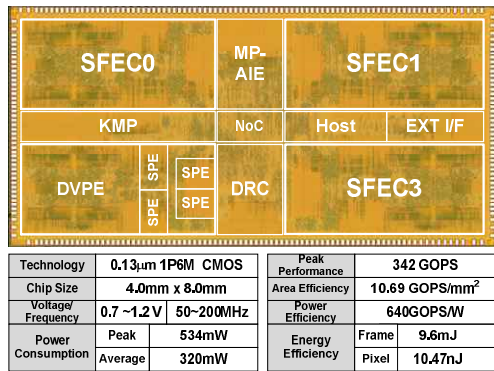 SFEC0
MP-
AIE
SFEC1
KMP
NoC
Host
EXT I/F
DVPE
SPE
SPE
SPE
SPE
DRC
SFEC3
Technology 0.13µm 1P6M CMOS
Chip Size 4.0mm x 8.0mm
Voltage/
Frequency 0.7 ~1.2 V 50~200MHz
Power
Consumption
Peak 534mW
Average 320mW
Peak
Performance 342 GOPS
Area Efficiency 10.69 GOPS/mm²
Power
Efficiency 640GOPS/W
Energy
Efficiency
Frame 9.6mJ
Pixel 10.47nJ